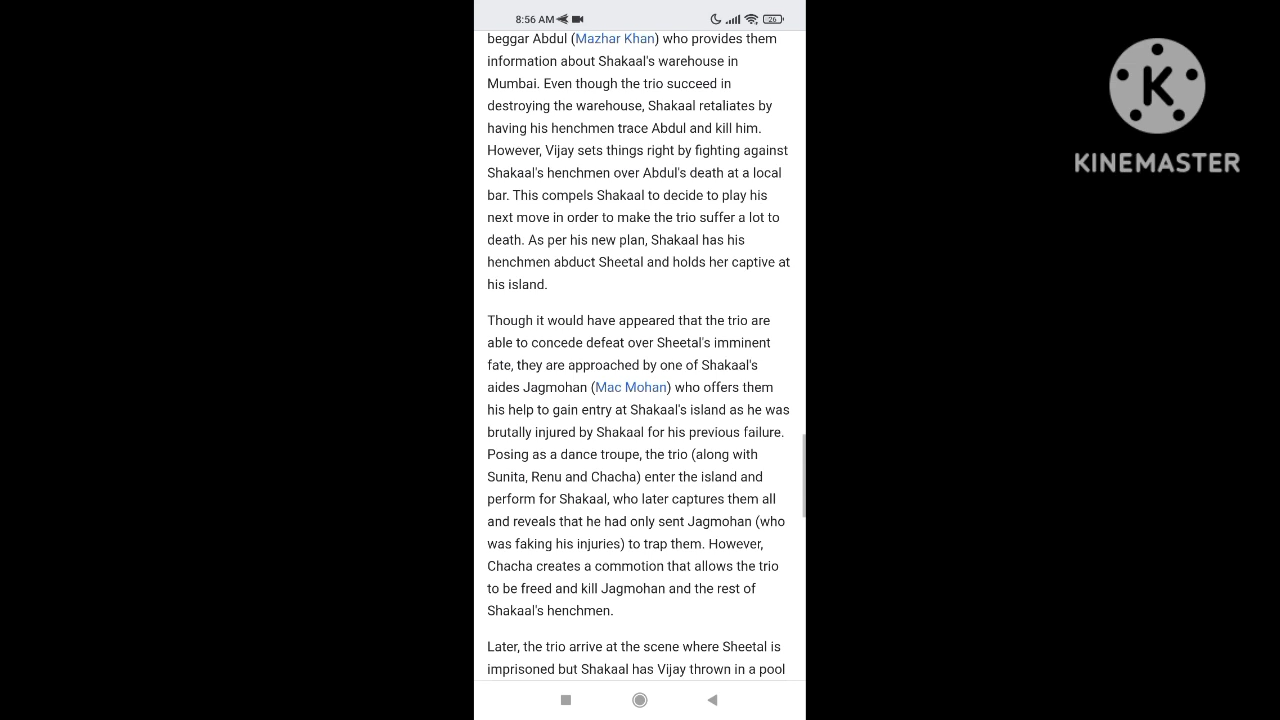 8:56 AM
26
beggar Abdul (Mazhar Khan) who provides them
information about Shakaal's warehouse in
Mumbai. Even though the trio succeed in
destroying the warehouse, Shakaal retaliates by
having his henchmen trace Abdul and kill him.
However, Vijay sets things right by fighting against
Shakaal's henchmen over Abdul's death at a local
bar. This compels Shakaal to decide to play his
next move in order to make the trio suffer a lot to
death. As per his new plan, Shakaal has his
henchmen abduct Sheetal and holds her captive at
his island.
Though it would have appeared that the trio are
able to concede defeat over Sheetal's imminent
fate, they are approached by one of Shakaal's
aides Jagmohan (Mac Mohan) who offers them
his help to gain entry at Shakaal's island as he was
brutally injured by Shakaal for his previous failure.
Posing as a dance troupe, the trio (along with
Sunita, Renu and Chacha) enter the island and
perform for Shakaal, who later captures them all
and reveals that he had only sent Jagmohan (who
was faking his injuries) to trap them. However,
Chacha creates a commotion that allows the trio
to be freed and kill Jagmohan and the rest of
Shakaal's henchmen.
Later, the trio arrive at the scene where Sheetal is
imprisoned but Shakaal has Vijay thrown in a pool
K
KINEMASTER